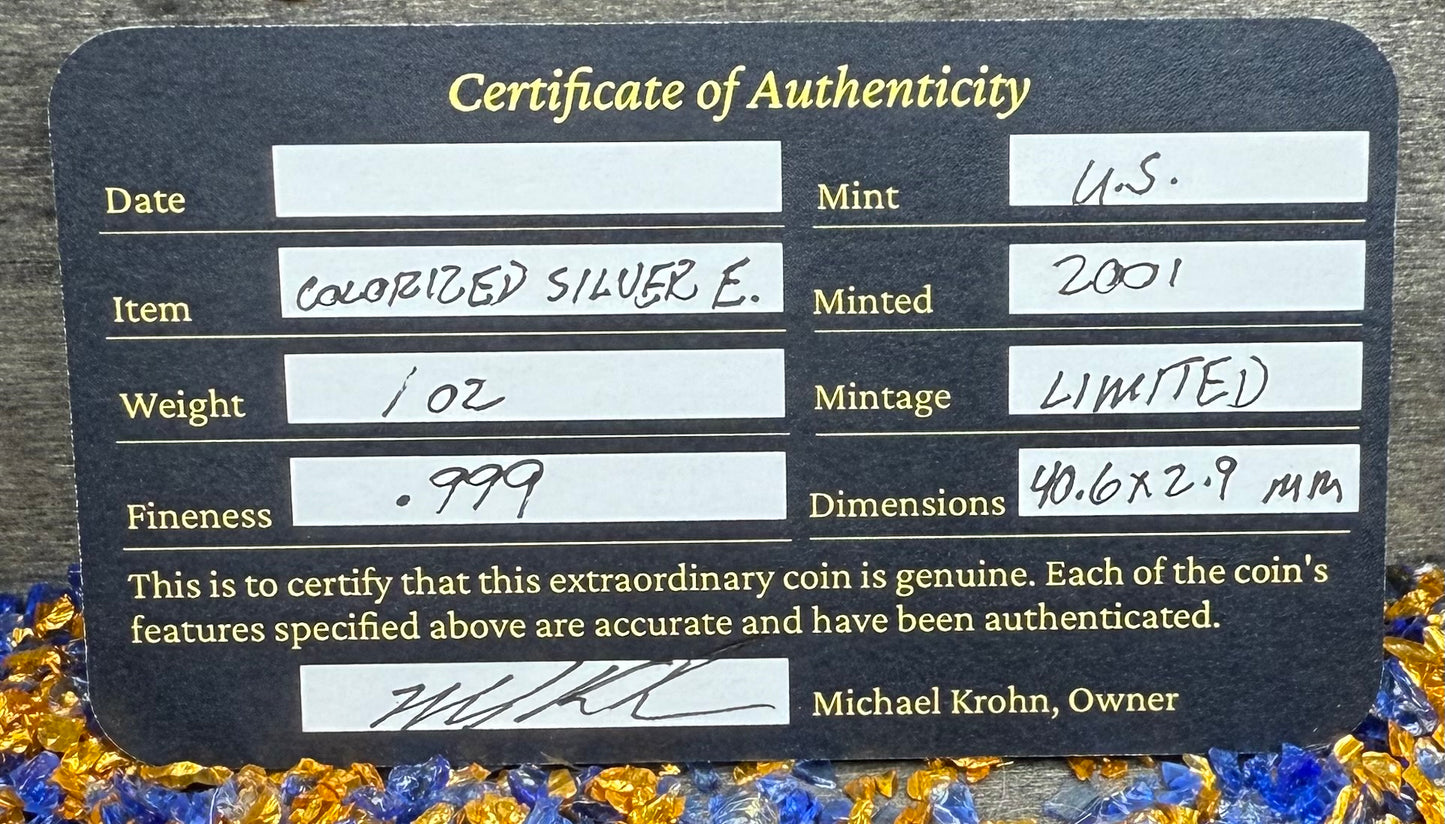 Certificate of Authenticity
Date
Mint U.S.
Item COLORIZED SILVER E.
Minted 2001
Weight 1 oz
Mintage LIMITED
Fineness .999
Dimensions 40.6 x 2.9 mm
This is to certify that this extraordinary coin is genuine. Each of the coin's
features specified above are accurate and have been authenticated.
Michael Krohn, Owner